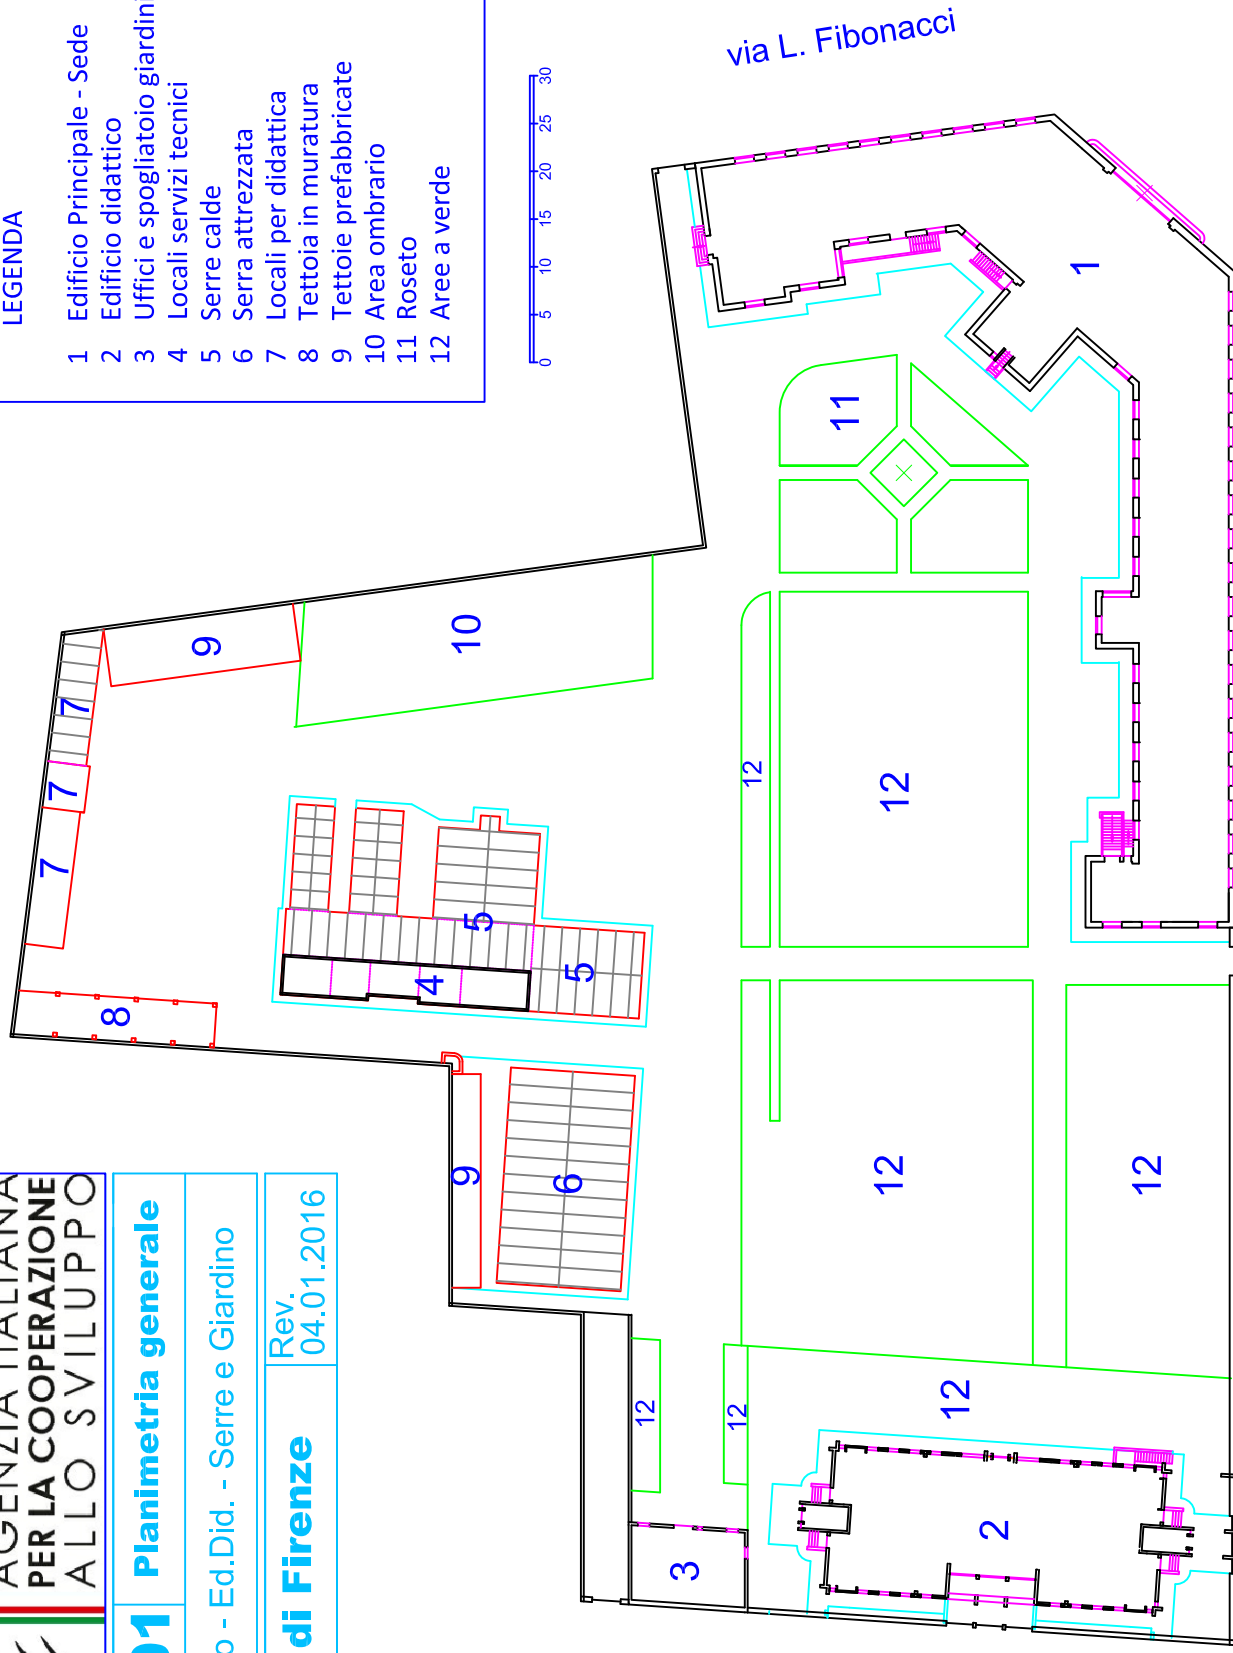 LEGENDA
1 Edificio Principale - Sede
2 Edificio didattico
3 Uffici e spogliatoio giardini
4 Locali servizi tecnici
5 Serre calde
6 Serra attrezzata
7 Locali per didattica
8 Tettoia in muratura
9 Tettoie prefabbricate
10 Area ombrario
11 Roseto
12 Aree a verde
0 5 10 15 20 25 30
via L. Fibonacci
1
11
10
9
7
7
7
8
5
5
4
9
6
12
12
12
12
12
12
12
3
2
AGENZIA ITALIANA
PER LA COOPERAZIONE
ALLO SVILUPPO
01 Planimetria generale
o - Ed.Did. - Serre e Giardino
di Firenze
Rev.
04.01.2016